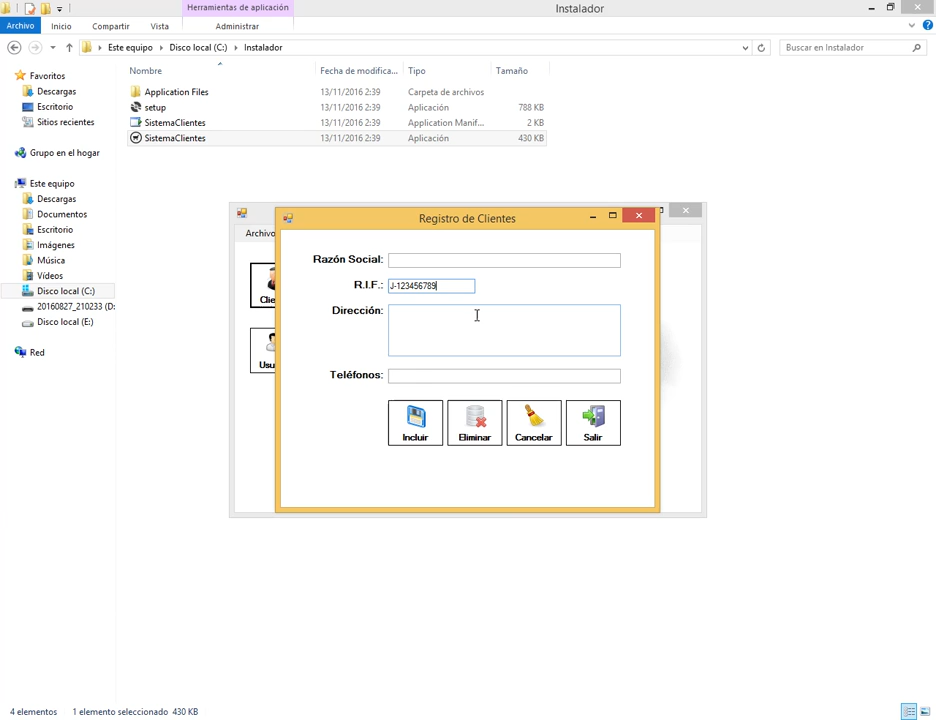 Herramientas de aplicación
Instalador
Archivo Inicio Compartir Vista Administrar
Este equipo Disco local (C:) Instalador
Buscar en Instalador
Nombre Fecha de modifica... Tipo Tamaño
Application Files 13/11/2016 2:39 Carpeta de archivos
setup 13/11/2016 2:39 Aplicación 788 KB
SistemaClientes 13/11/2016 2:39 Application Manif... 2 KB
SistemaClientes 13/11/2016 2:39 Aplicación 430 KB
Favoritos
Descargas
Escritorio
Sitios recientes
Grupo en el hogar
Este equipo
Descargas
Documentos
Escritorio
Imágenes
Música
Vídeos
Disco local (C:)
20160827_210233 (D:
Disco local (E:)
Red
Archivo
Clie
Usu
Registro de Clientes
Razón Social:
R.I.F.: J-123456789
Dirección:
Teléfonos:
Incluir Eliminar Cancelar Salir
4 elementos 1 elemento seleccionado 430 KB